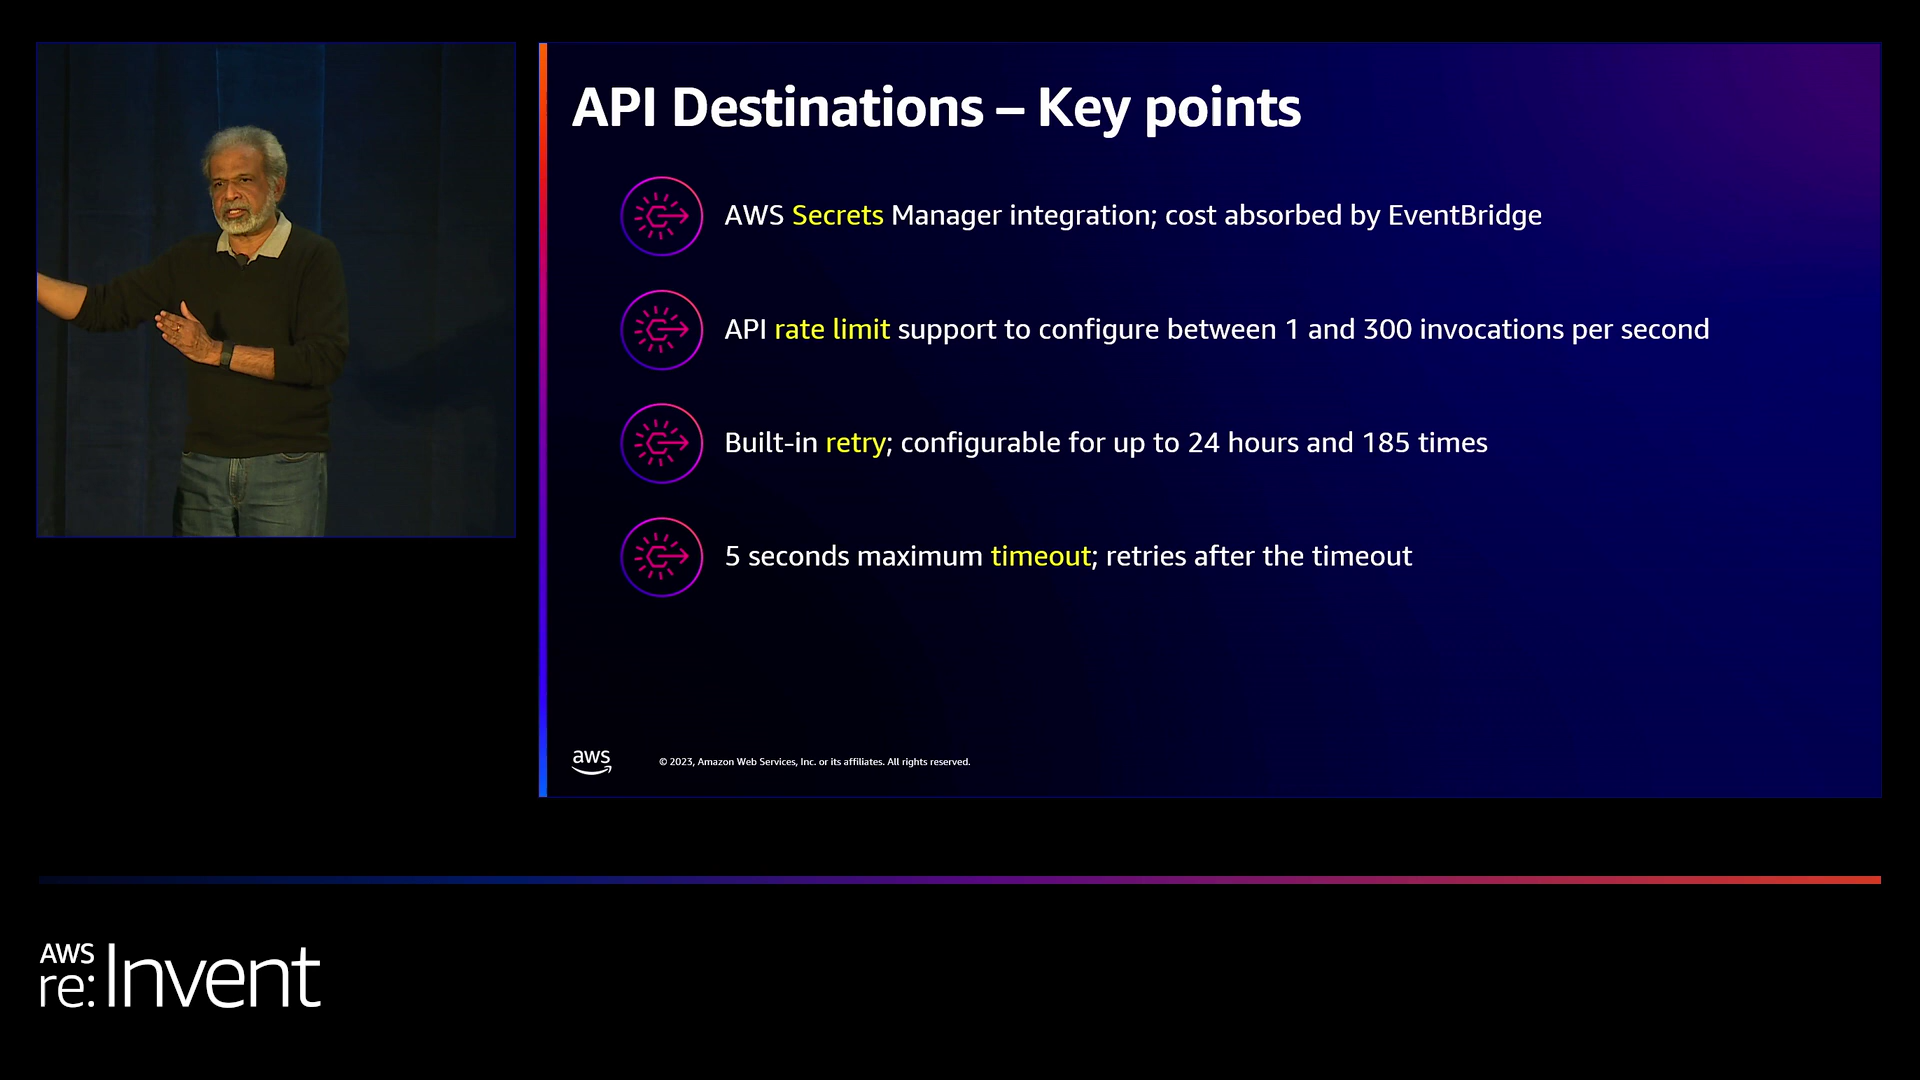 API Destinations – Key points
AWS Secrets Manager integration; cost absorbed by EventBridge
API rate limit support to configure between 1 and 300 invocations per second
Built-in retry; configurable for up to 24 hours and 185 times
5 seconds maximum timeout; retries after the timeout
aws
© 2023, Amazon Web Services, Inc. or its affiliates. All rights reserved.
AWS
re:Invent